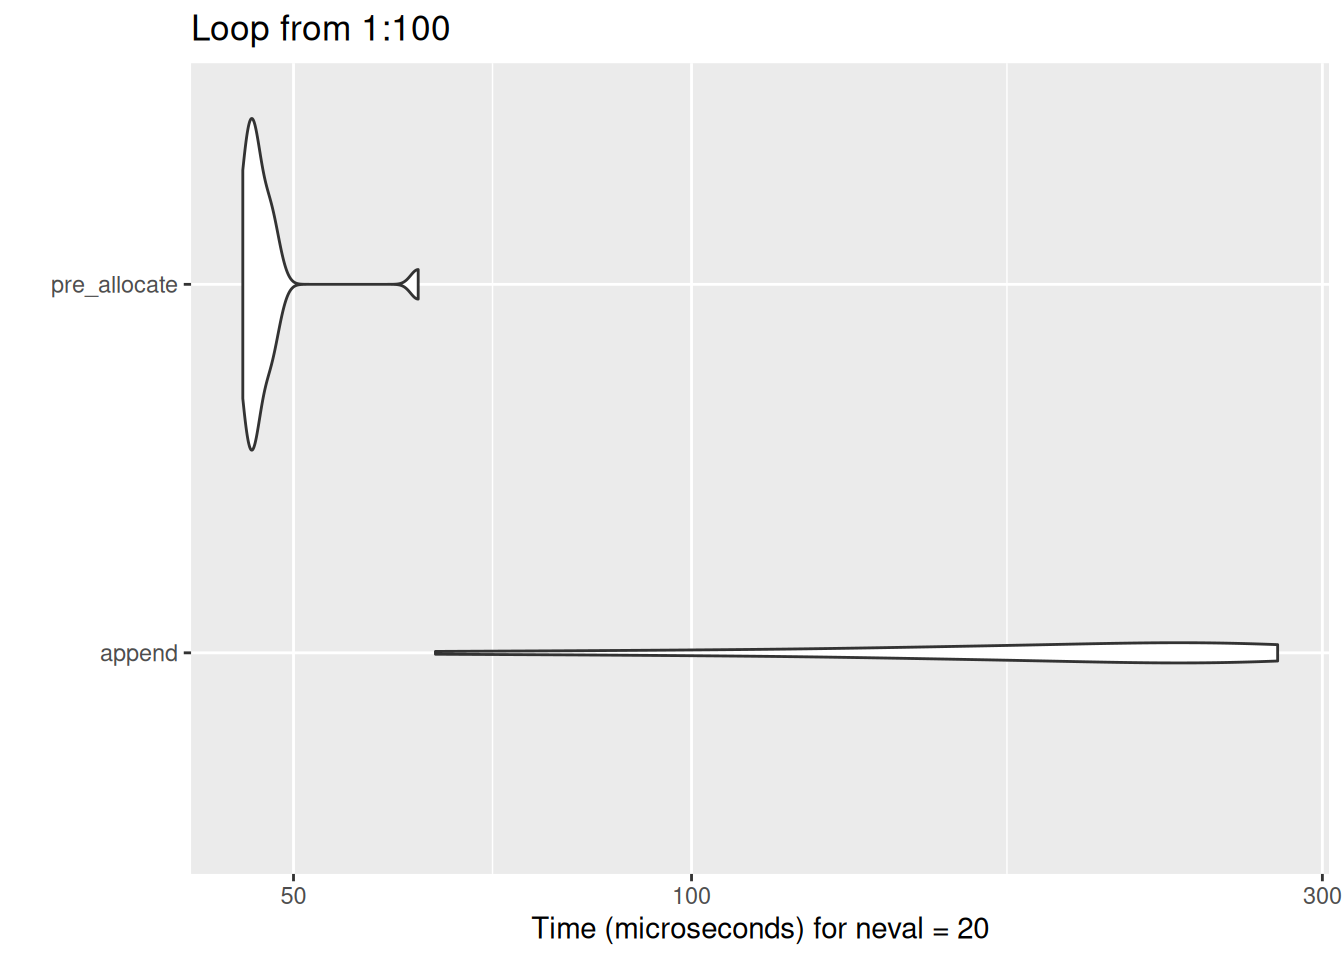 Loop from 1:100
pre_allocate
append
50
100
300
Time (microseconds) for neval = 20